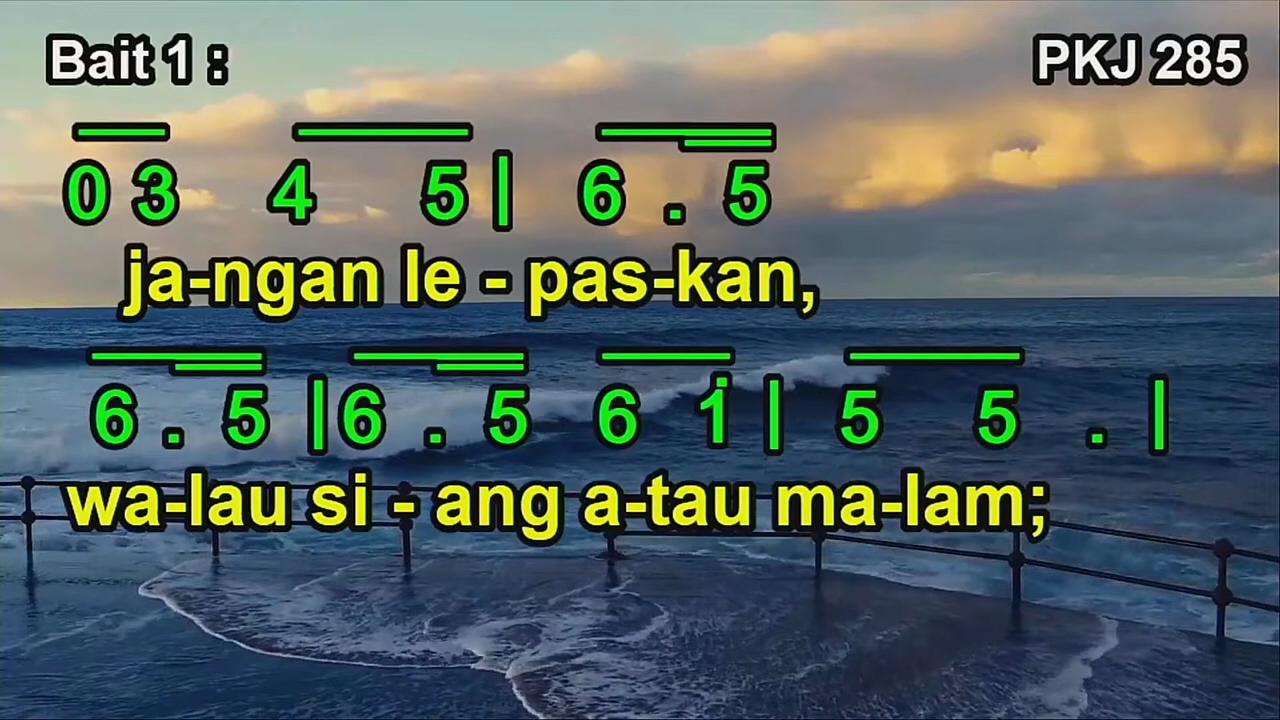 Bait 1 : PKJ 285
0 3 4 5 | 6 . 5
ja-ngan le - pas-kan,
6 . 5 | 6 . 5 6 1̇ | 5 5 . |
wa-lau si - ang a-tau ma-lam;